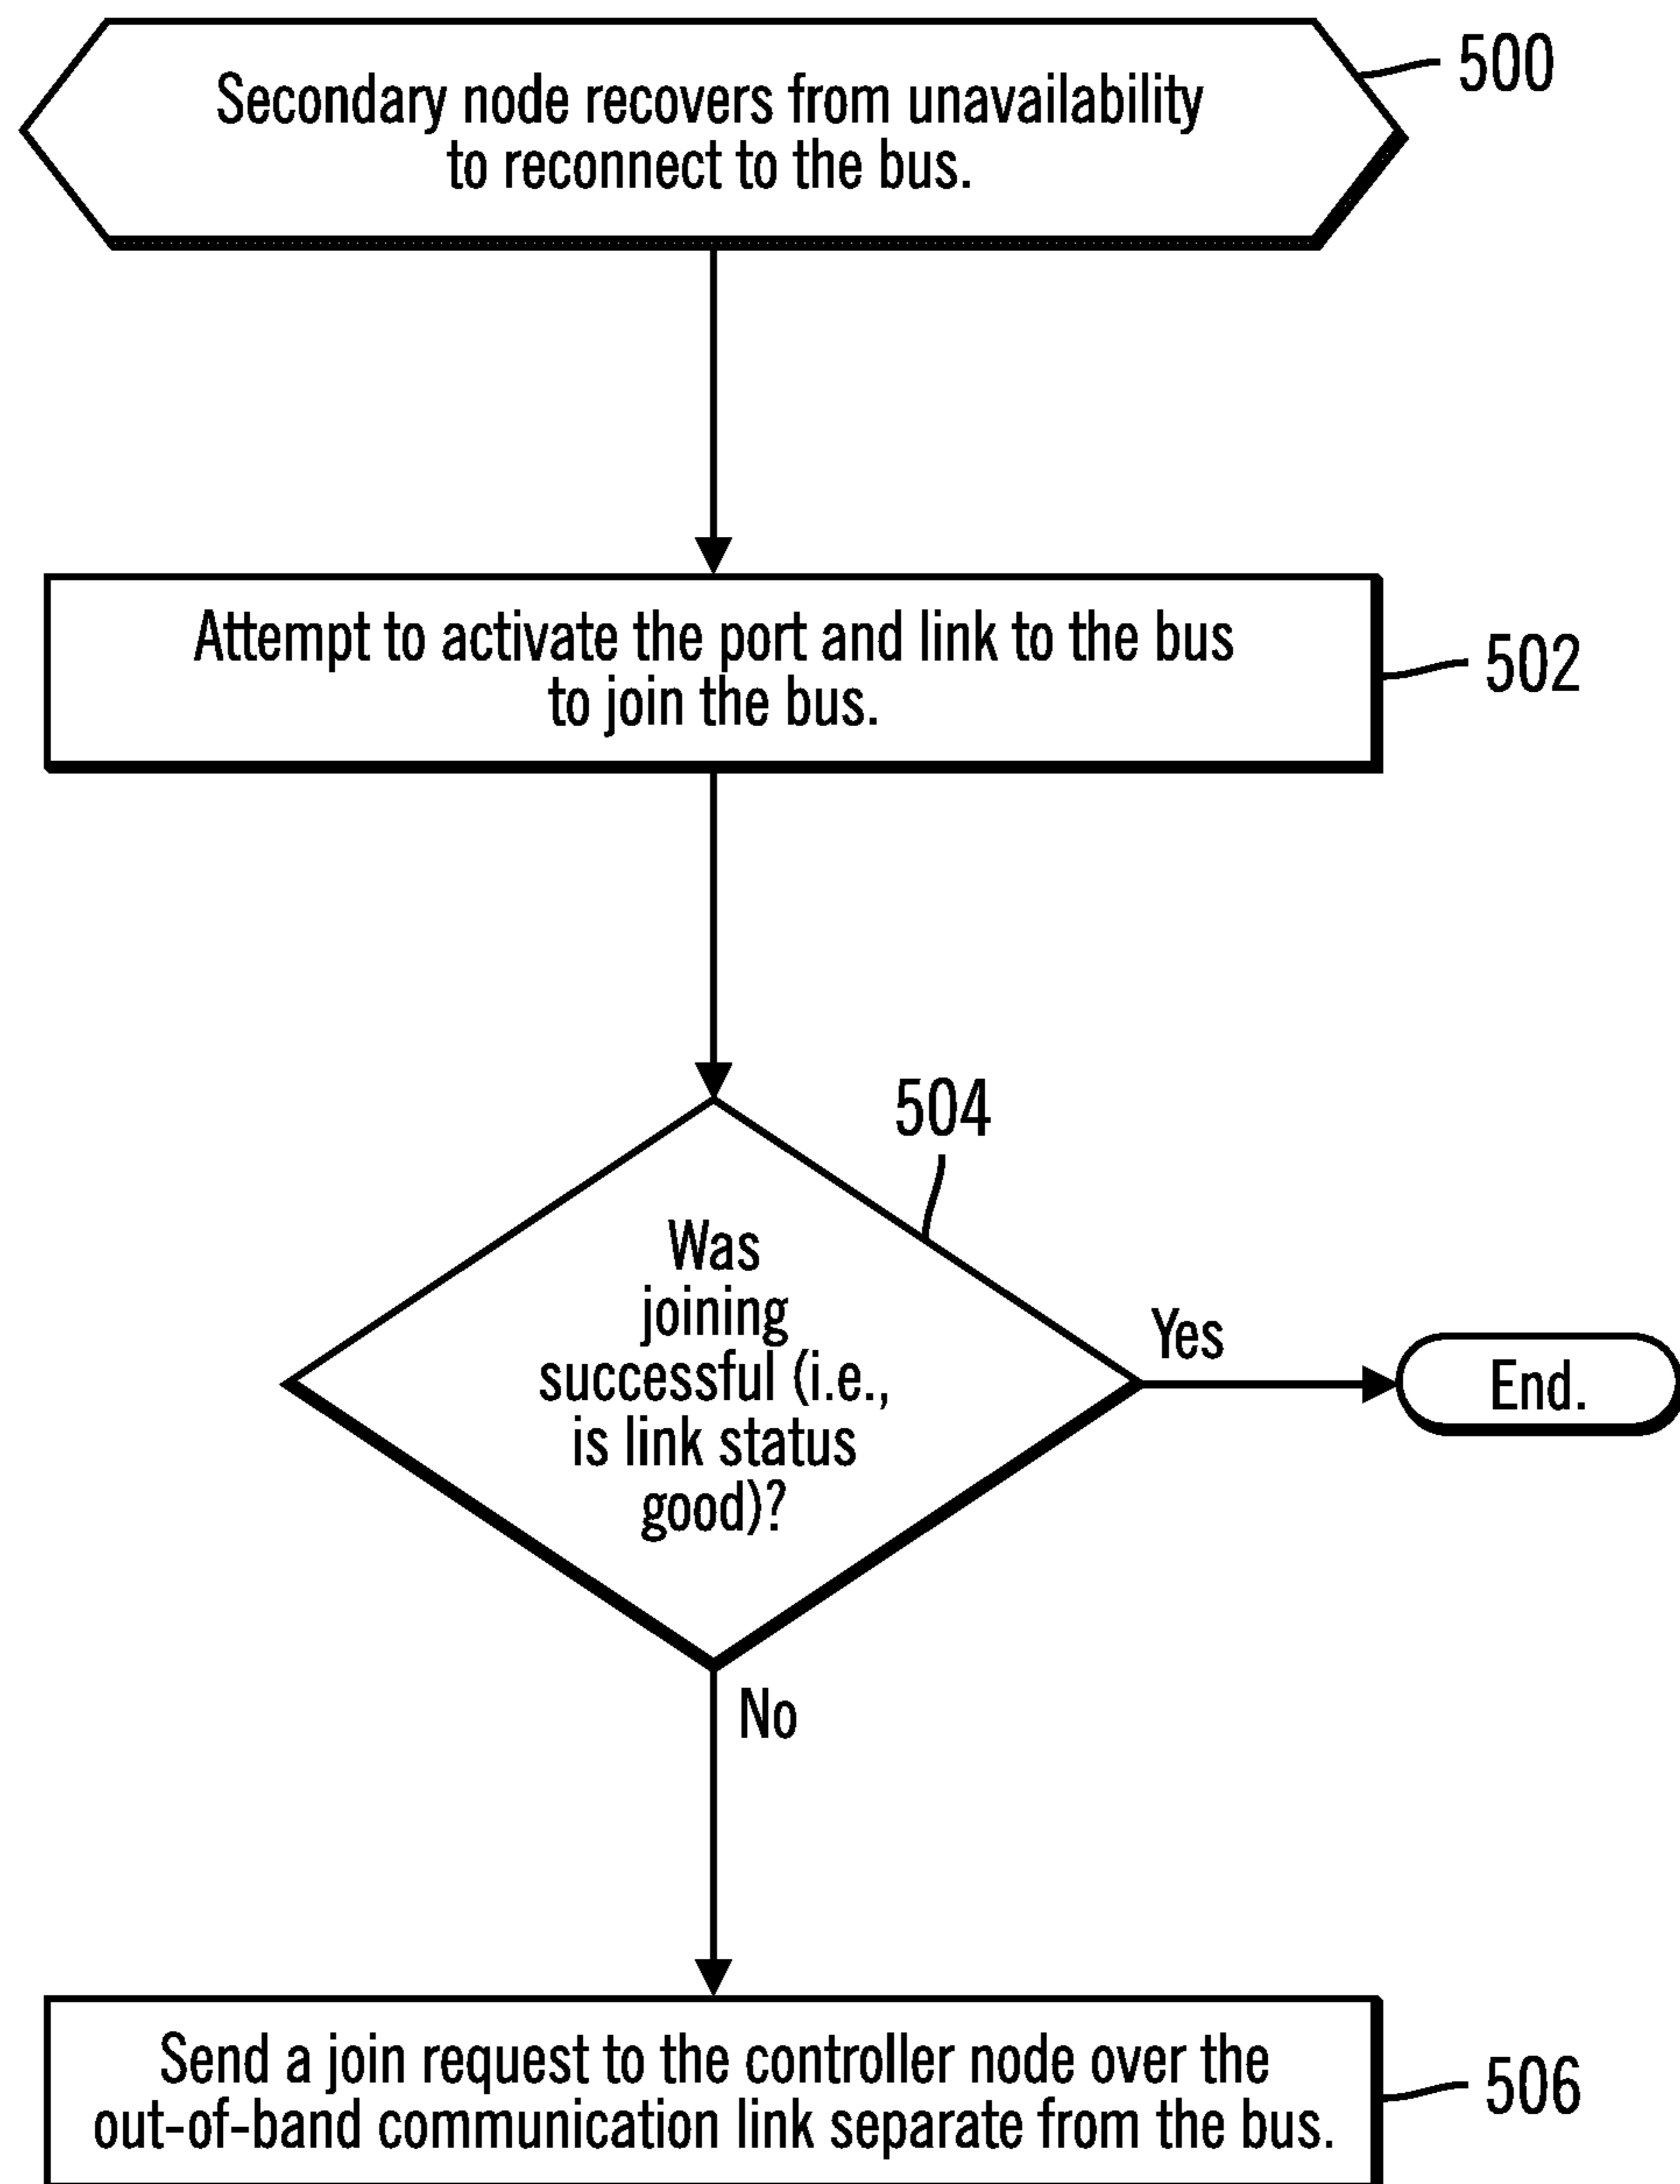 Secondary node recovers from unavailability
to reconnect to the bus.
500
Attempt to activate the port and link to the bus
to join the bus.
502
504
Was
joining
successful (i.e.,
is link status
good)?
Yes
End.
No
Send a join request to the controller node over the
out-of-band communication link separate from the bus.
506